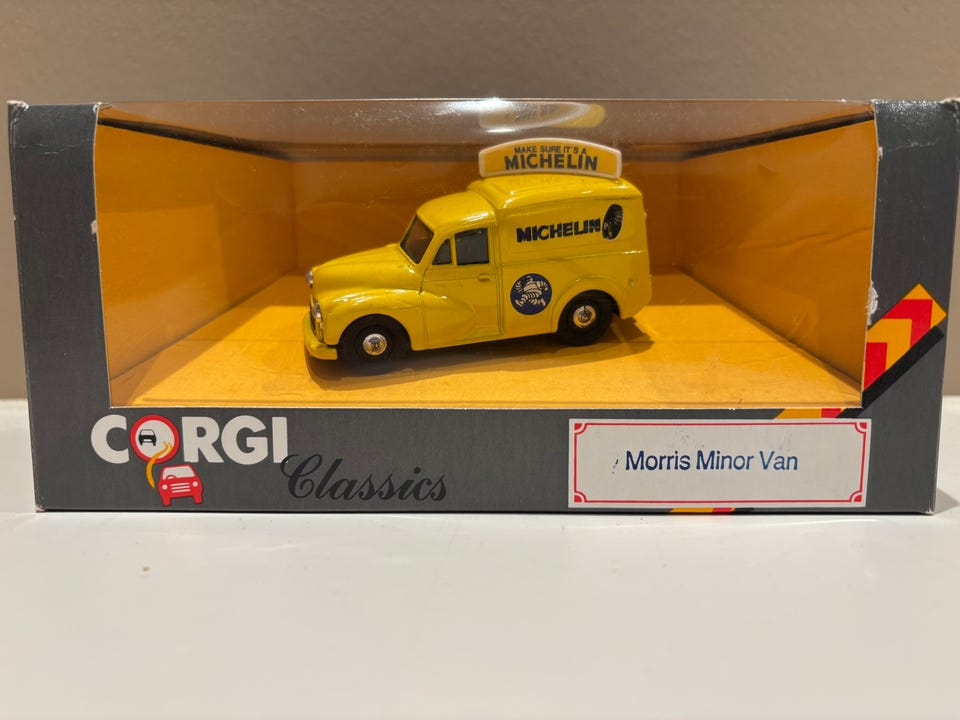 MAKE SURE IT'S A
MICHELIN
MICHELIN
CORGI
Classics
Morris Minor Van